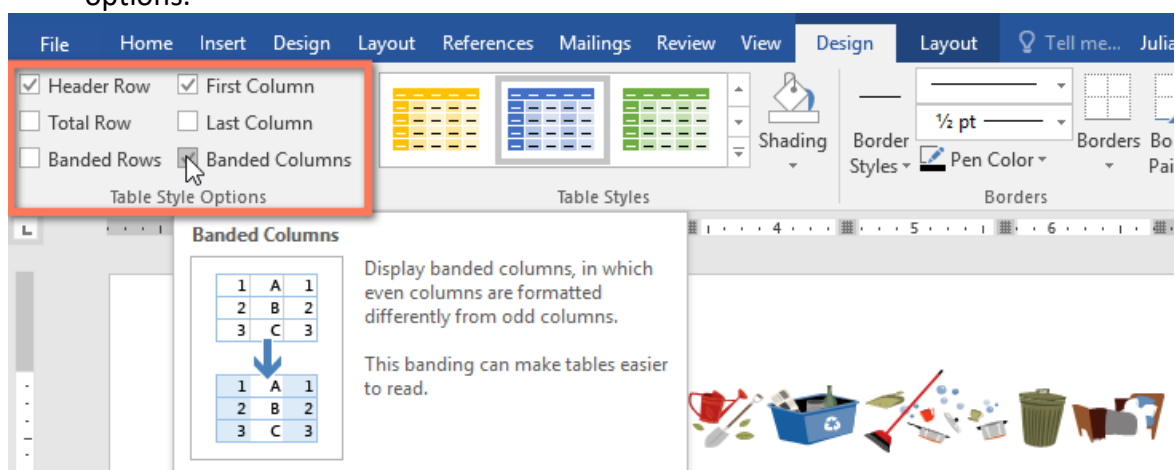 options.
File Home Insert Design Layout References Mailings Review View Design Layout Tell me... Julia
Header Row First Column
Total Row Last Column
Banded Rows Banded Columns
Table Style Options
Shading
Table Styles
Border Styles
½ pt
Pen Color
Borders
Bo
Pai
Borders
L
4 5 6
Banded Columns
1 A 1
2 B 2
3 C 3
1 A 1
2 B 2
3 C 3
Display banded columns, in which
even columns are formatted
differently from odd columns.
This banding can make tables easier
to read.